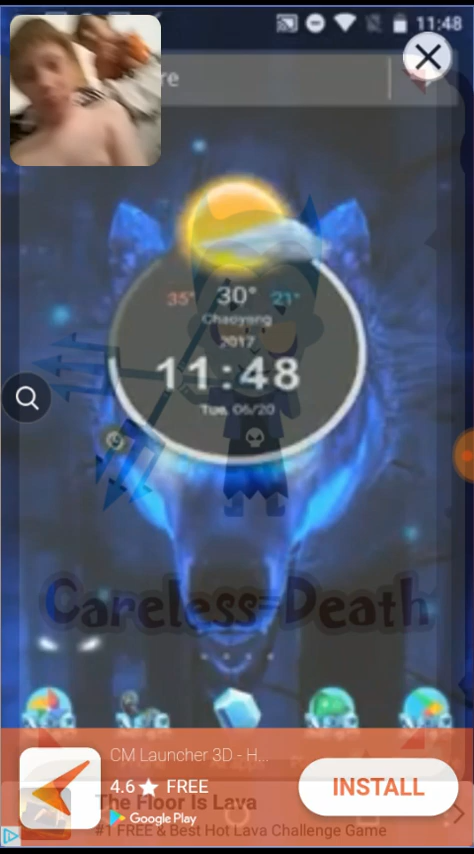 11:48
re
35° 30° 21°
Chaoyang
2017
11:48
Tue, 06/20
Careless=Death
CM Launcher 3D - H...
4.6★ FREE
INSTALL
Google Play
The Floor Is Lava
#1 FREE & Best Hot Lava Challenge Game